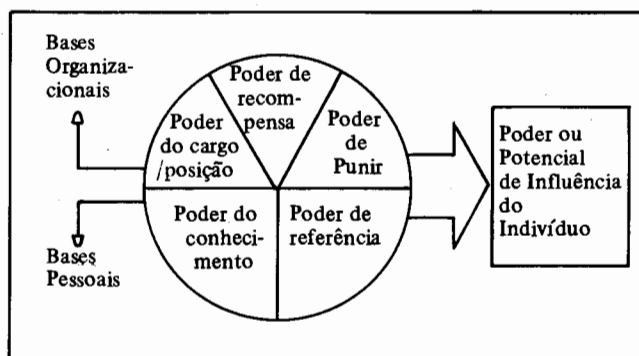 Bases
Organiza-
cionais
Poder de
recom-
pensa
Poder
do cargo
/posição
Poder
de
Punir
Poder do
conheci-
mento
Poder de
referência
Bases
Pessoais
Poder ou
Potencial
de Influência
do
Indivíduo